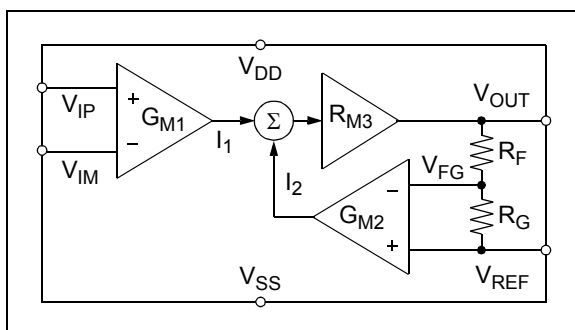 V_DD
V_IP
+
G_M1
-
V_IM
I_1
Σ
R_M3
V_OUT
R_F
V_FG
I_2
-
G_M2
+
R_G
V_REF
V_SS